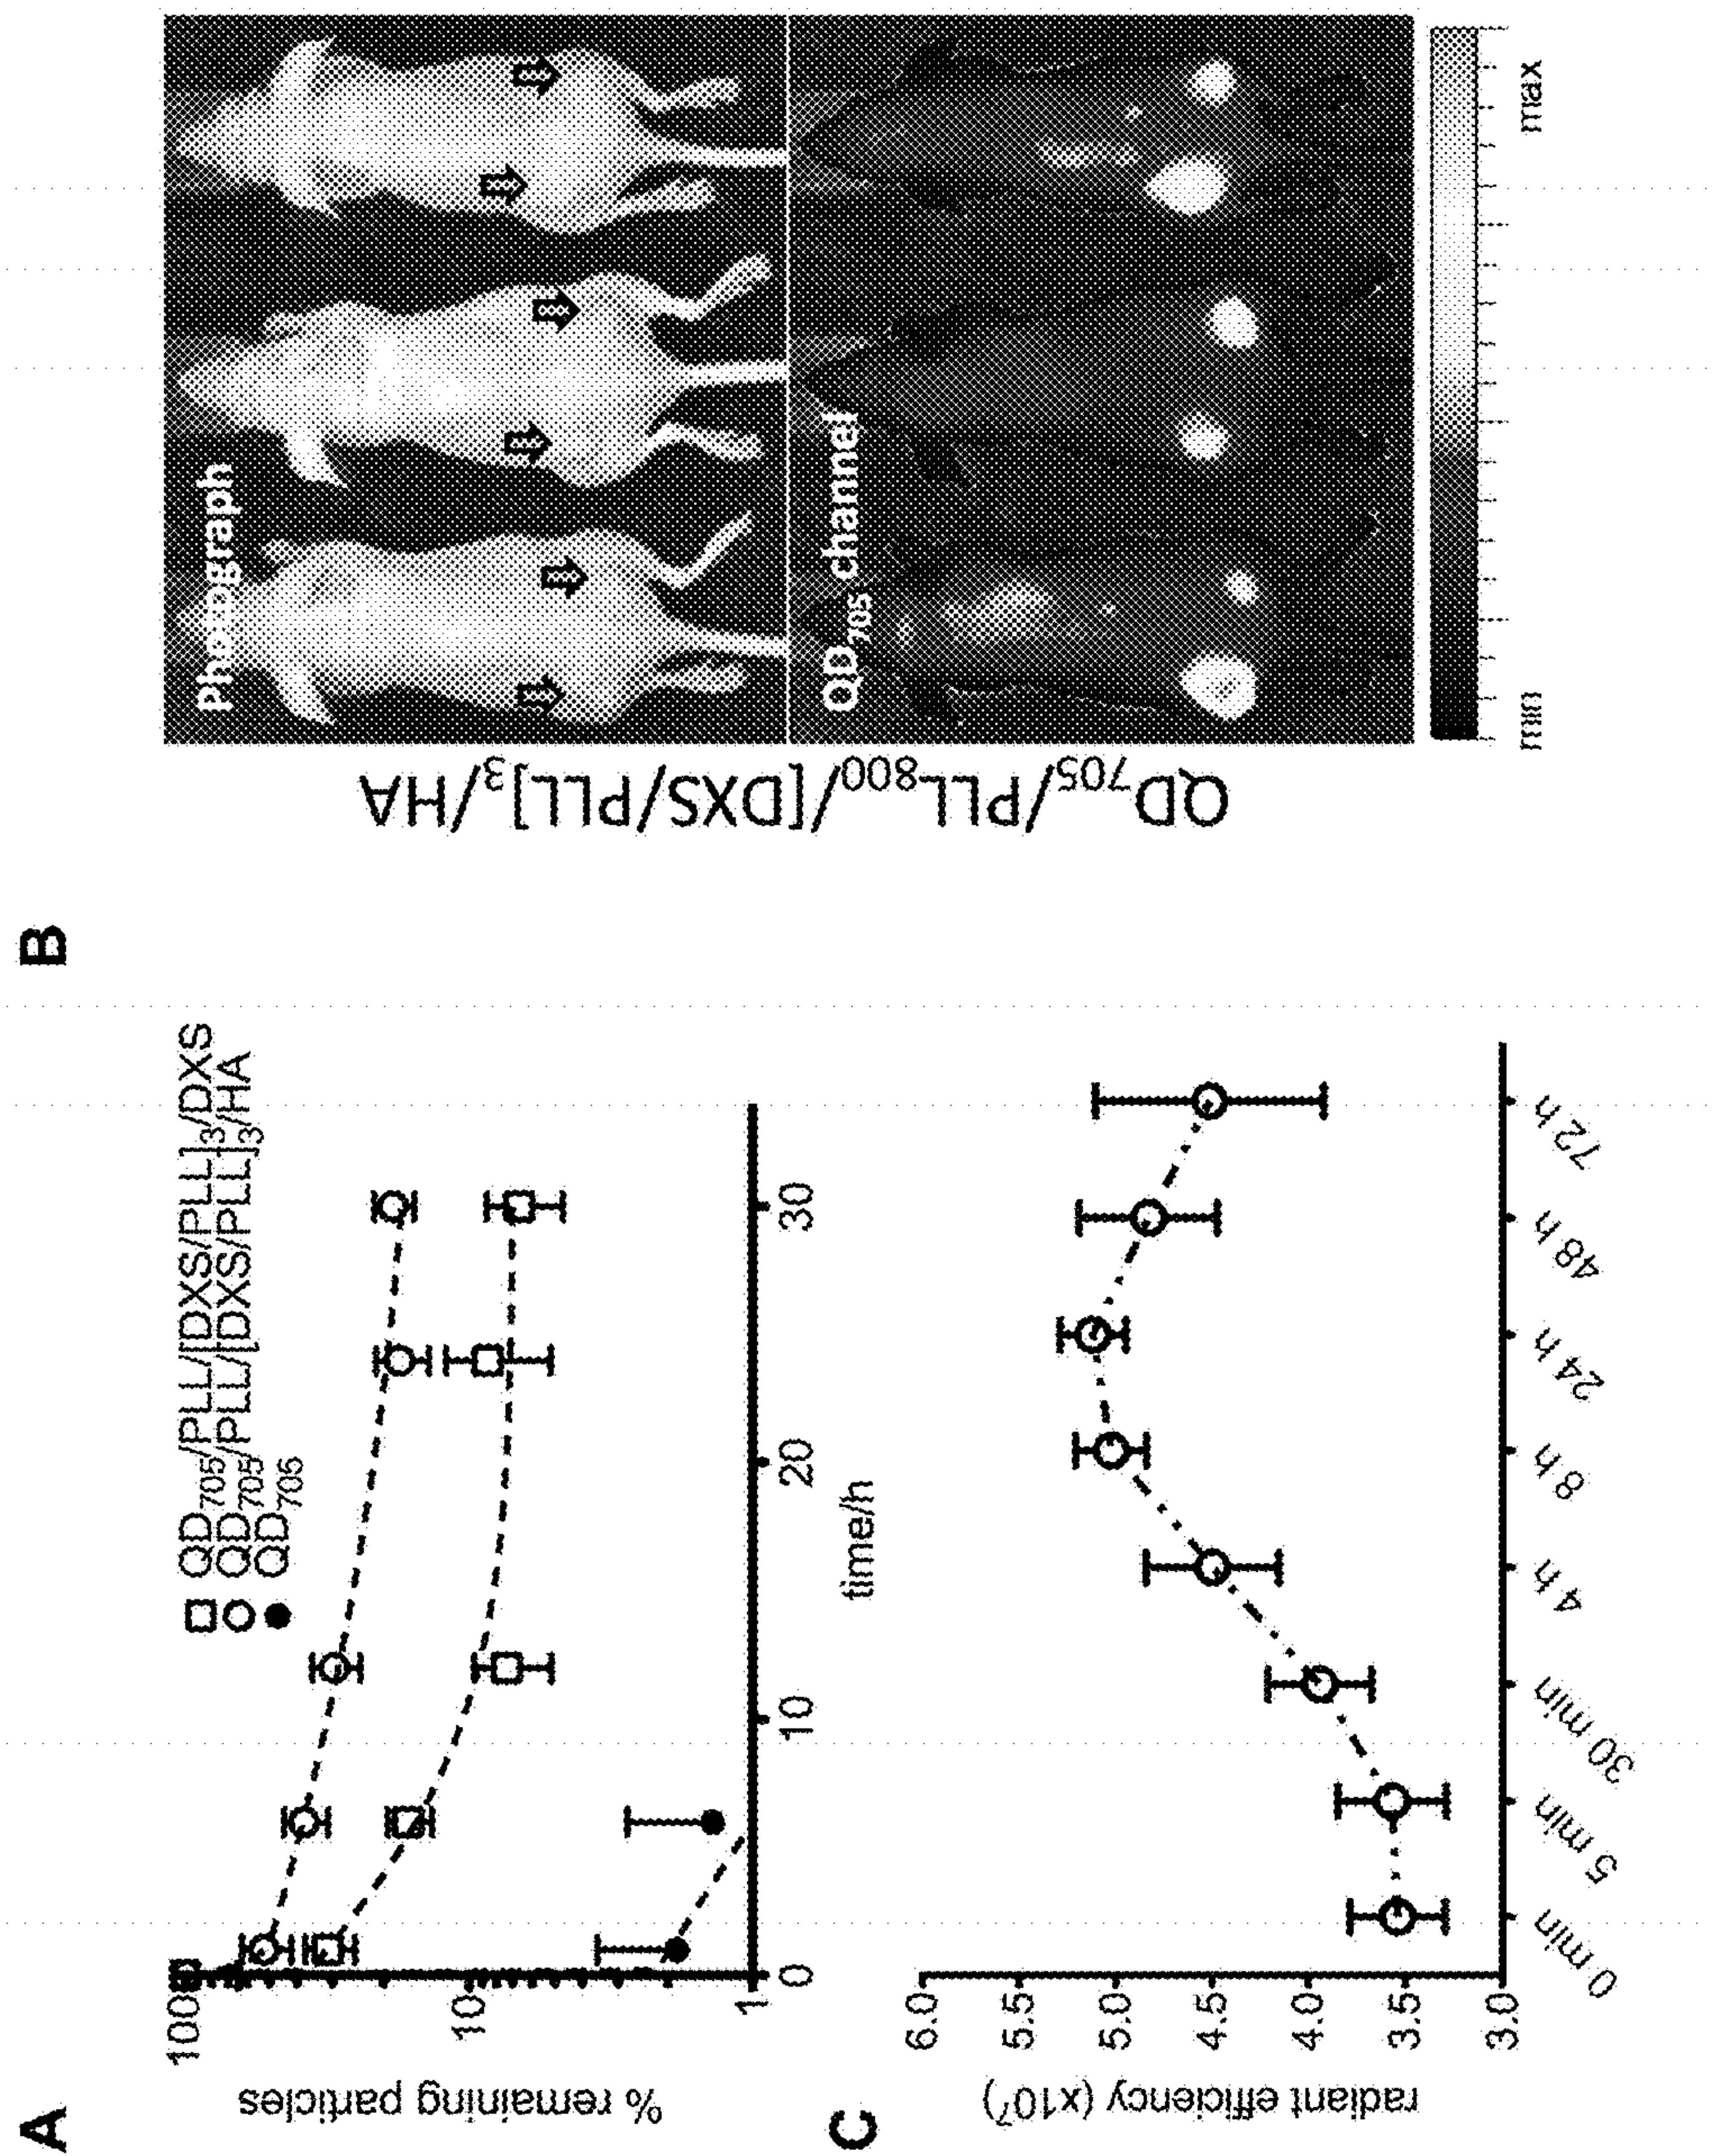 A
QD705/PLL/[DXS/PLL]3/DXS
QD705/PLL/[DXS/PLL]3/HA
QD705
% remaining particles
100
10
1
0
10
20
30
time/h
B
QD705/PLL800/[DXS/PLL]3/HA
Photograph
QD705 channel
min
max
C
radiant efficiency (x10⁷)
6.0
5.5
5.0
4.5
4.0
3.5
3.0
0 min
5 min
30 min
4 h
8 h
24 h
48 h
72 h